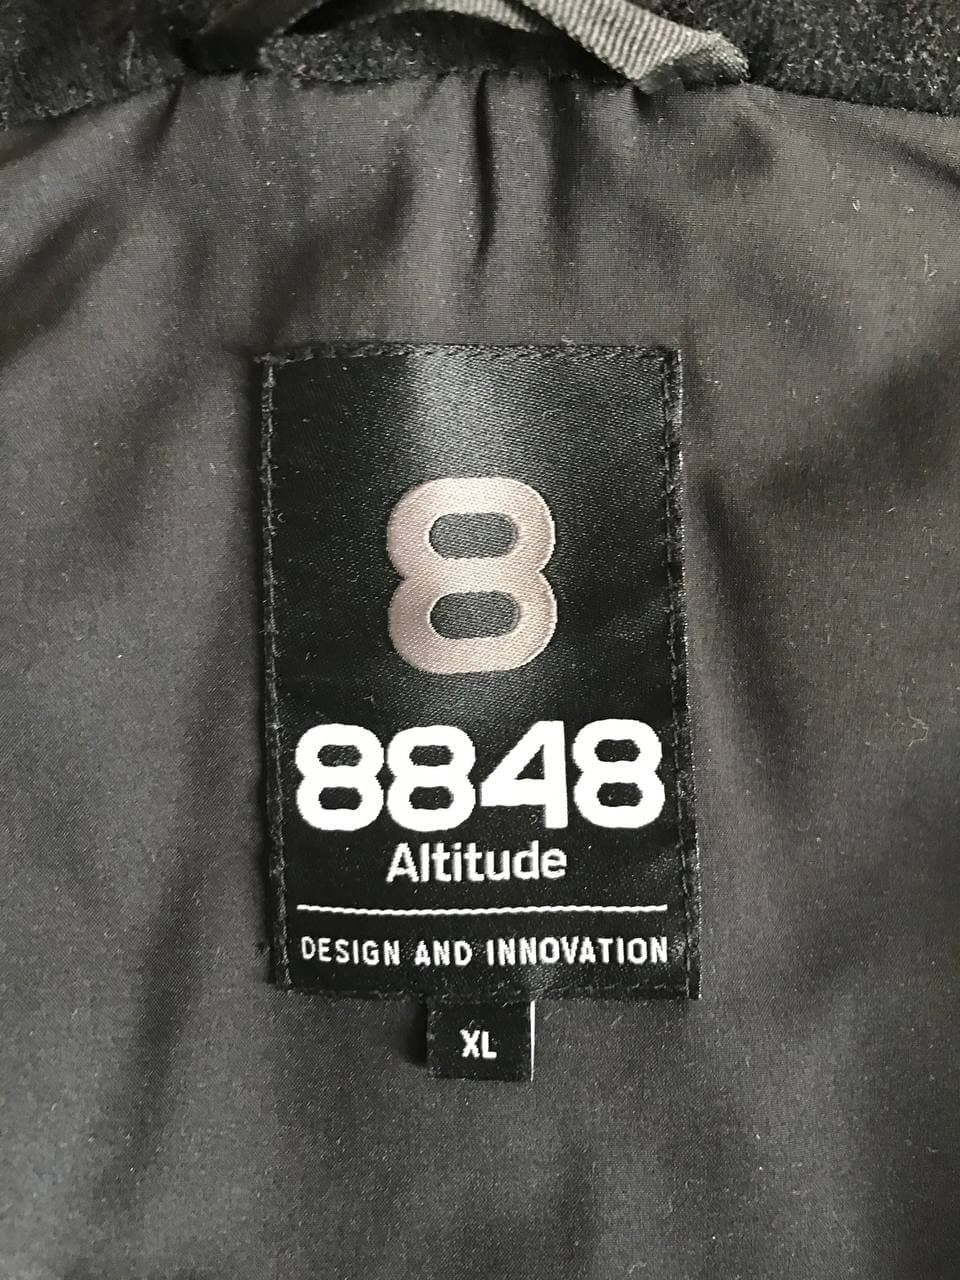 8
8848
Altitude
DESIGN AND INNOVATION
XL